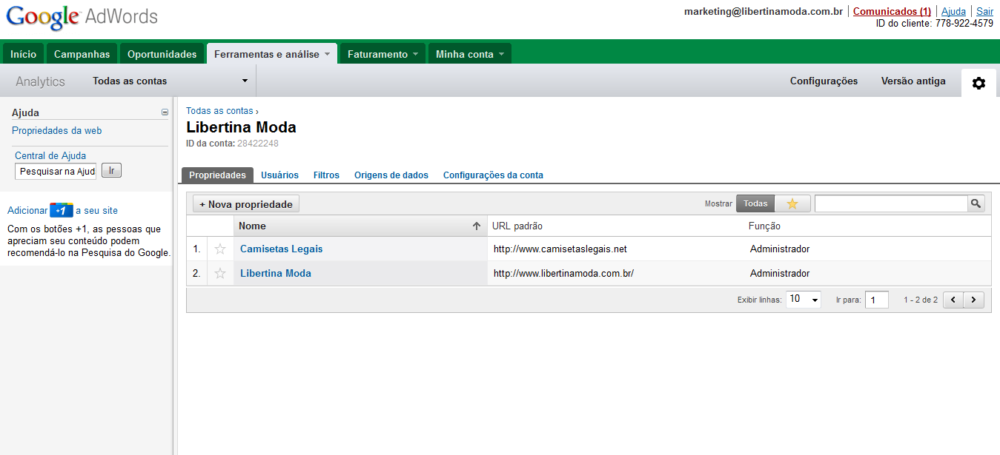 Google AdWords
marketing@libertinamoda.com.br | Comunicados (1) | Ajuda | Sair
ID do cliente: 778-922-4579
Início Campanhas Oportunidades Ferramentas e análise Faturamento Minha conta
Analytics Todas as contas Configurações Versão antiga
Ajuda
Propriedades da web
Central de Ajuda
Pesquisar na Ajud Ir
Adicionar +1 a seu site
Com os botões +1, as pessoas que
apreciam seu conteúdo podem
recomendá-lo na Pesquisa do Google.
Todas as contas ›
Libertina Moda
ID da conta: 28422248
Propriedades Usuários Filtros Origens de dados Configurações da conta
+ Nova propriedade Mostrar Todas
Nome URL padrão Função
1. Camisetas Legais http://www.camisetaslegais.net Administrador
2. Libertina Moda http://www.libertinamoda.com.br/ Administrador
Exibir linhas: 10 Ir para: 1 1 - 2 de 2